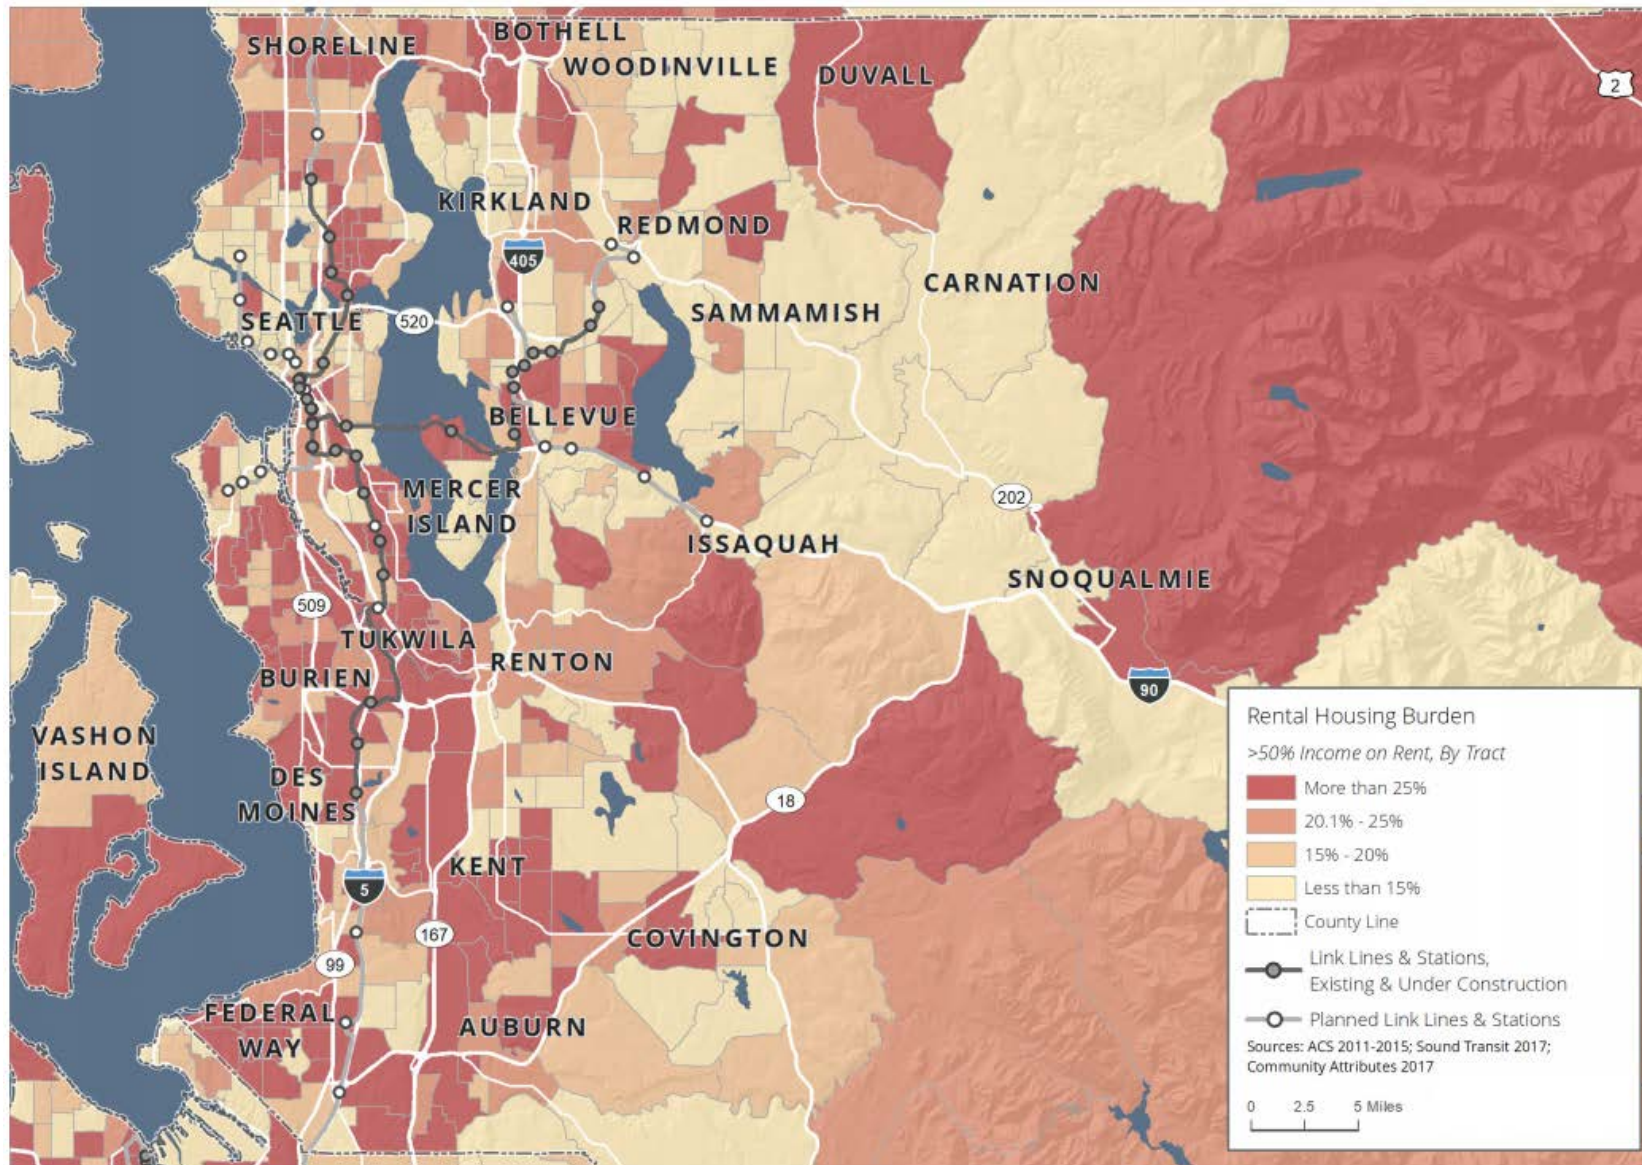 SHORELINE
BOTHELL
WOODINVILLE
DUVALL
2
KIRKLAND
REDMOND
405
CARNATION
SEATTLE
520
SAMMAMISH
BELLEVUE
MERCER
ISLAND
202
ISSAQUAH
SNOQUALMIE
509
TUKWILA
RENTON
BURIEN
90
VASHON
ISLAND
DES
MOINES
18
KENT
5
167
COVINGTON
99
FEDERAL
WAY
AUBURN
Rental Housing Burden
>50% Income on Rent, By Tract
More than 25%
20.1% - 25%
15% - 20%
Less than 15%
County Line
Link Lines & Stations,
Existing & Under Construction
Planned Link Lines & Stations
Sources: ACS 2011-2015; Sound Transit 2017;
Community Attributes 2017
0 2.5 5 Miles